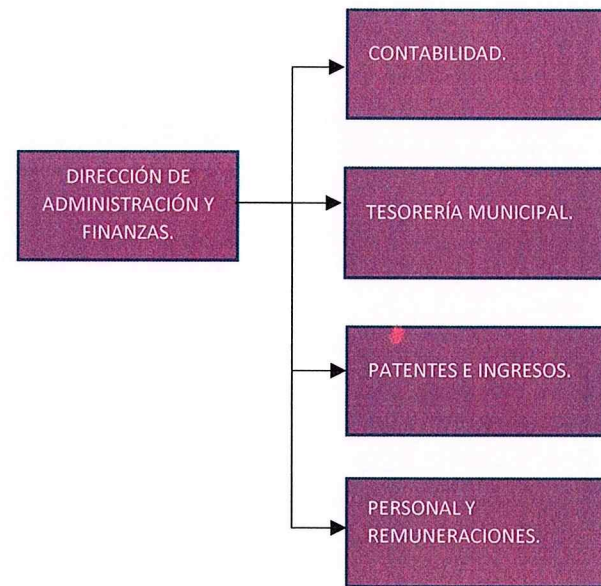 DIRECCIÓN DE
ADMINISTRACIÓN Y
FINANZAS.
CONTABILIDAD.
TESORERÍA MUNICIPAL.
PATENTES E INGRESOS.
PERSONAL Y
REMUNERACIONES.